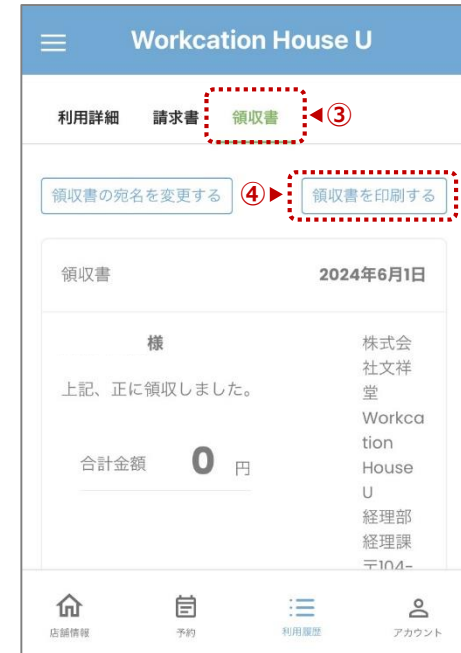 Workcation House U
利用詳細 請求書 領収書 ◀③
領収書の宛名を変更する ④▶ 領収書を印刷する
領収書 2024年6月1日
様
上記、正に領収しました。
合計金額 0 円
株式会
社文祥
堂
Workca
tion
House
U
経理部
経理課
〒104-
店舗情報 予約 利用履歴 アカウント